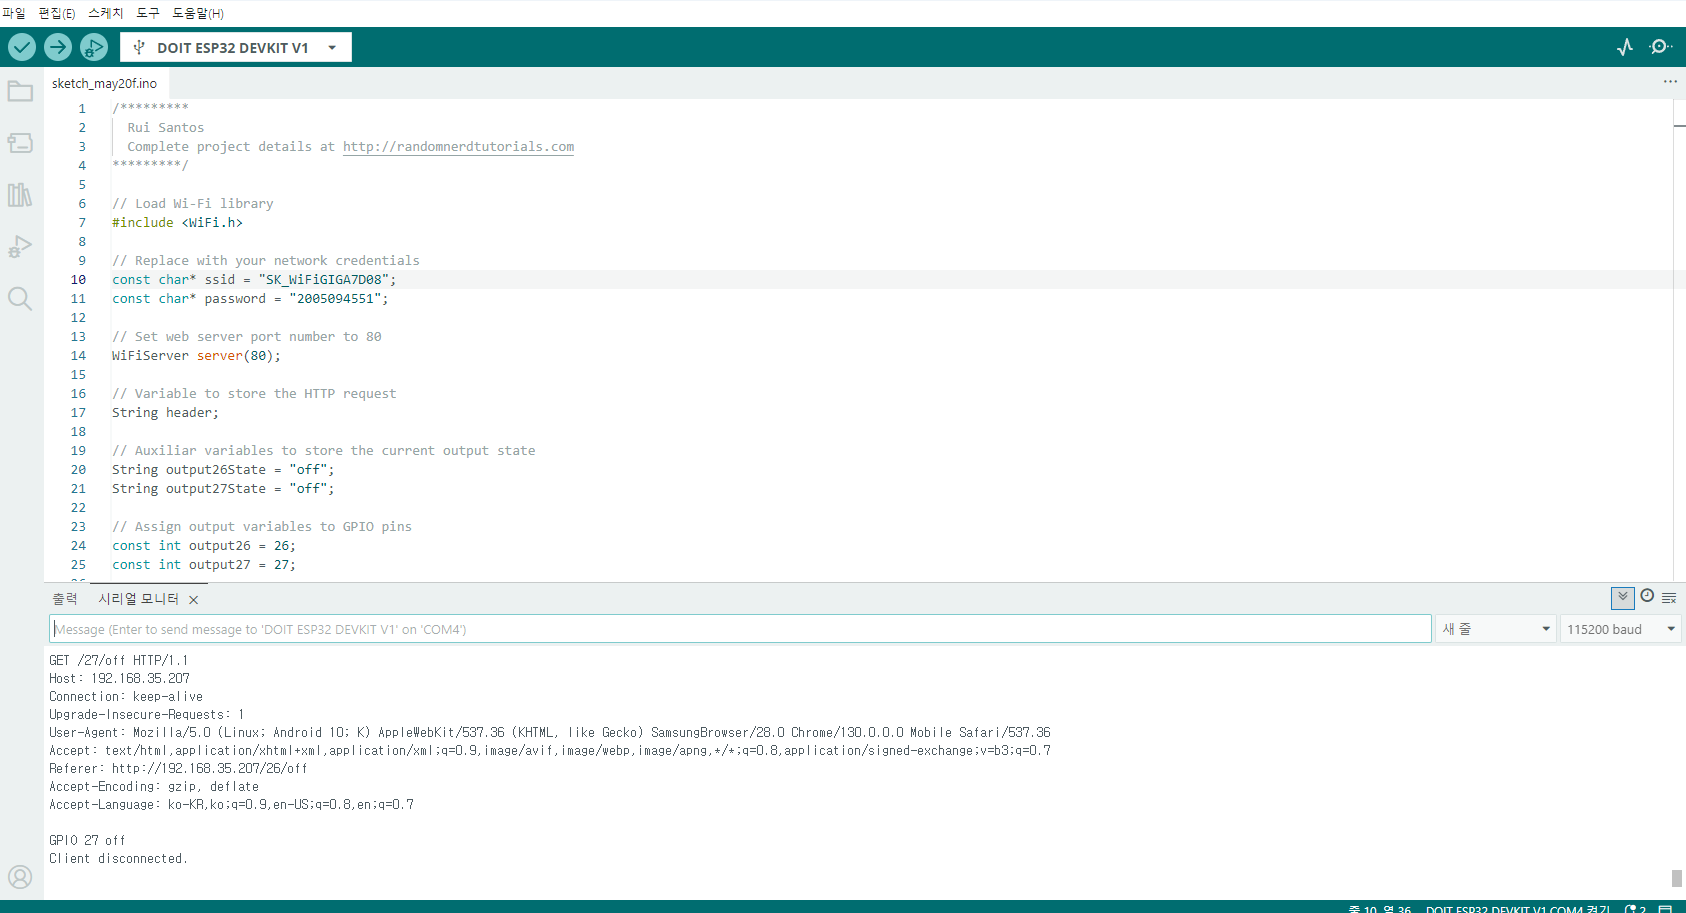 파일 편집(E) 스케치 도구 도움말(H)
DOIT ESP32 DEVKIT V1
sketch_may20f.ino
1 /*********
2 Rui Santos
3 Complete project details at http://randomnerdtutorials.com
4 *********/
5
6 // Load Wi-Fi library
7 #include <WiFi.h>
8
9 // Replace with your network credentials
10 const char* ssid = "SK_WiFiGIGA7D08";
11 const char* password = "2005094551";
12
13 // Set web server port number to 80
14 WiFiServer server(80);
15
16 // Variable to store the HTTP request
17 String header;
18
19 // Auxiliar variables to store the current output state
20 String output26State = "off";
21 String output27State = "off";
22
23 // Assign output variables to GPIO pins
24 const int output26 = 26;
25 const int output27 = 27;
출력 시리얼 모니터
Message (Enter to send message to 'DOIT ESP32 DEVKIT V1' on 'COM4')
새 줄
115200 baud
GET /27/off HTTP/1.1
Host: 192.168.35.207
Connection: keep-alive
Upgrade-Insecure-Requests: 1
User-Agent: Mozilla/5.0 (Linux; Android 10; K) AppleWebKit/537.36 (KHTML, like Gecko) SamsungBrowser/28.0 Chrome/130.0.0.0 Mobile Safari/537.36
Accept: text/html,application/xhtml+xml,application/xml;q=0.9,image/avif,image/webp,image/apng,*/*;q=0.8,application/signed-exchange;v=b3;q=0.7
Referer: http://192.168.35.207/26/off
Accept-Encoding: gzip, deflate
Accept-Language: ko-KR,ko;q=0.9,en-US;q=0.8,en;q=0.7
GPIO 27 off
Client disconnected.
줄 10, 열 36 DOIT ESP32 DEVKIT V1 COM4 켜기 2